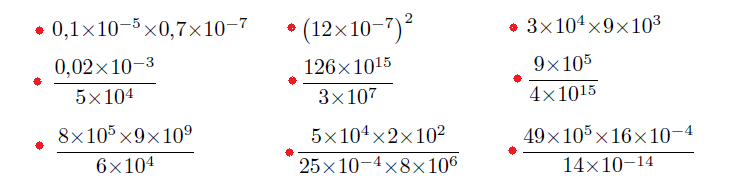 • 0,1×10⁻⁵×0,7×10⁻⁷ • (12×10⁻⁷)² • 3×10⁴×9×10³
• 0,02×10⁻³ / 5×10⁴ • 126×10¹⁵ / 3×10⁷ • 9×10⁵ / 4×10¹⁵
• 8×10⁵×9×10⁹ / 6×10⁴ • 5×10⁴×2×10² / 25×10⁻⁴×8×10⁶ • 49×10⁵×16×10⁻⁴ / 14×10⁻¹⁴